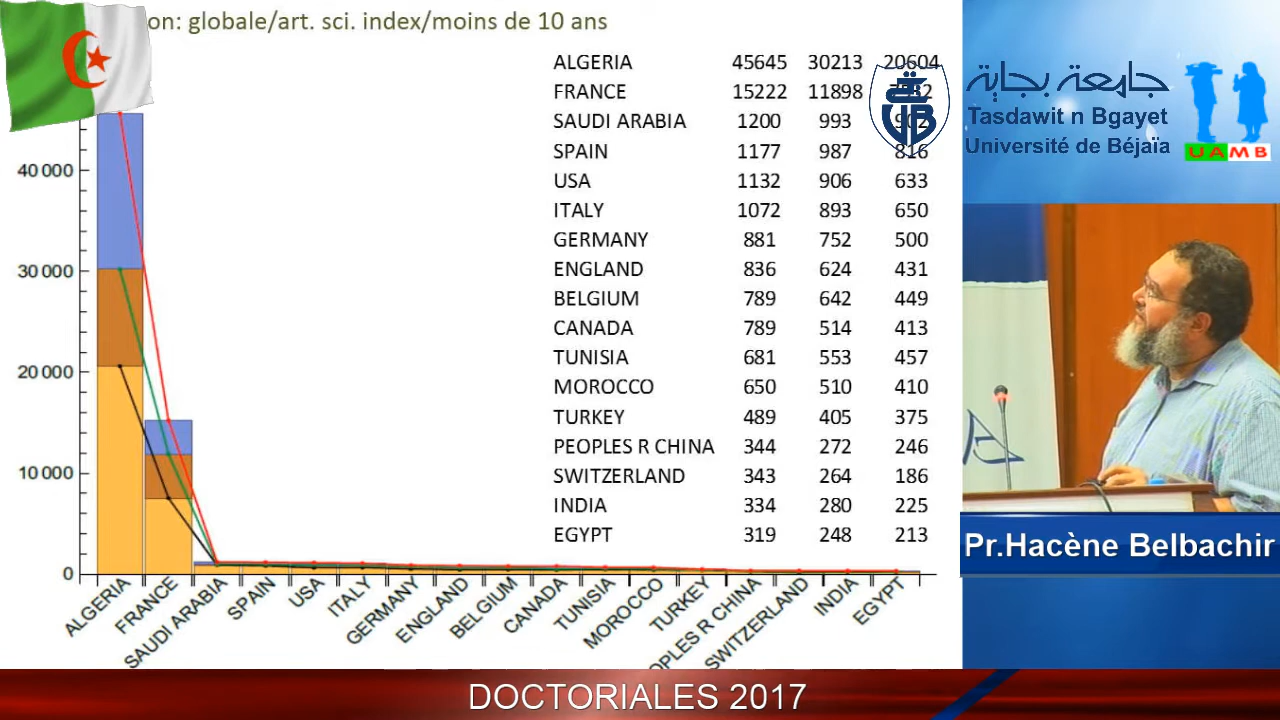 on: globale/art. sci. index/moins de 10 ans
ALGERIA 45645 30213 20604
FRANCE 15222 11898
SAUDI ARABIA 1200 993 902
SPAIN 1177 987 816
USA 1132 906 633
ITALY 1072 893 650
GERMANY 881 752 500
ENGLAND 836 624 431
BELGIUM 789 642 449
CANADA 789 514 413
TUNISIA 681 553 457
MOROCCO 650 510 410
TURKEY 489 405 375
PEOPLES R CHINA 344 272 246
SWITZERLAND 343 264 186
INDIA 334 280 225
EGYPT 319 248 213
40 000
30 000
20 000
10 000
0
ALGERIA
FRANCE
SAUDI ARABIA
SPAIN
USA
ITALY
GERMANY
ENGLAND
BELGIUM
CANADA
TUNISIA
MOROCCO
TURKEY
OPLES R CHINA
SWITZERLAND
INDIA
EGYPT
UB
جامعة بجاية
Tasdawit n Bgayet
Université de Béjaïa
UAMB
A
Pr.Hacène Belbachir
DOCTORIALES 2017